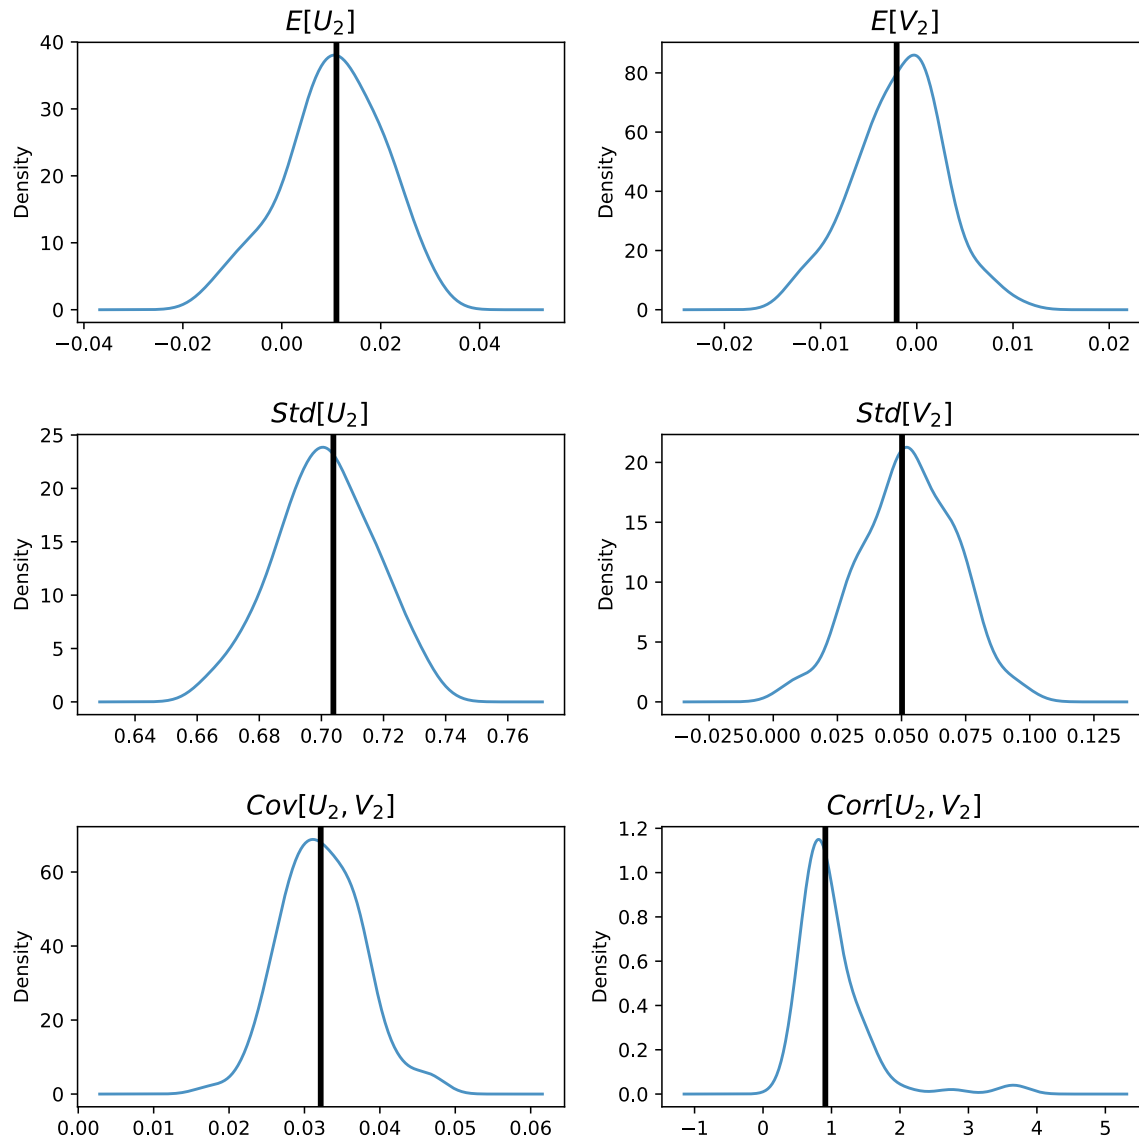 E[U₂]
Density
40
30
20
10
0
−0.04 −0.02 0.00 0.02 0.04
E[V₂]
Density
80
60
40
20
0
−0.02 −0.01 0.00 0.01 0.02
Std[U₂]
Density
25
20
15
10
5
0
0.64 0.66 0.68 0.70 0.72 0.74 0.76
Std[V₂]
Density
20
15
10
5
0
−0.025 0.000 0.025 0.050 0.075 0.100 0.125
Cov[U₂, V₂]
Density
60
40
20
0
0.00 0.01 0.02 0.03 0.04 0.05 0.06
Corr[U₂, V₂]
Density
1.2
1.0
0.8
0.6
0.4
0.2
0.0
−1 0 1 2 3 4 5